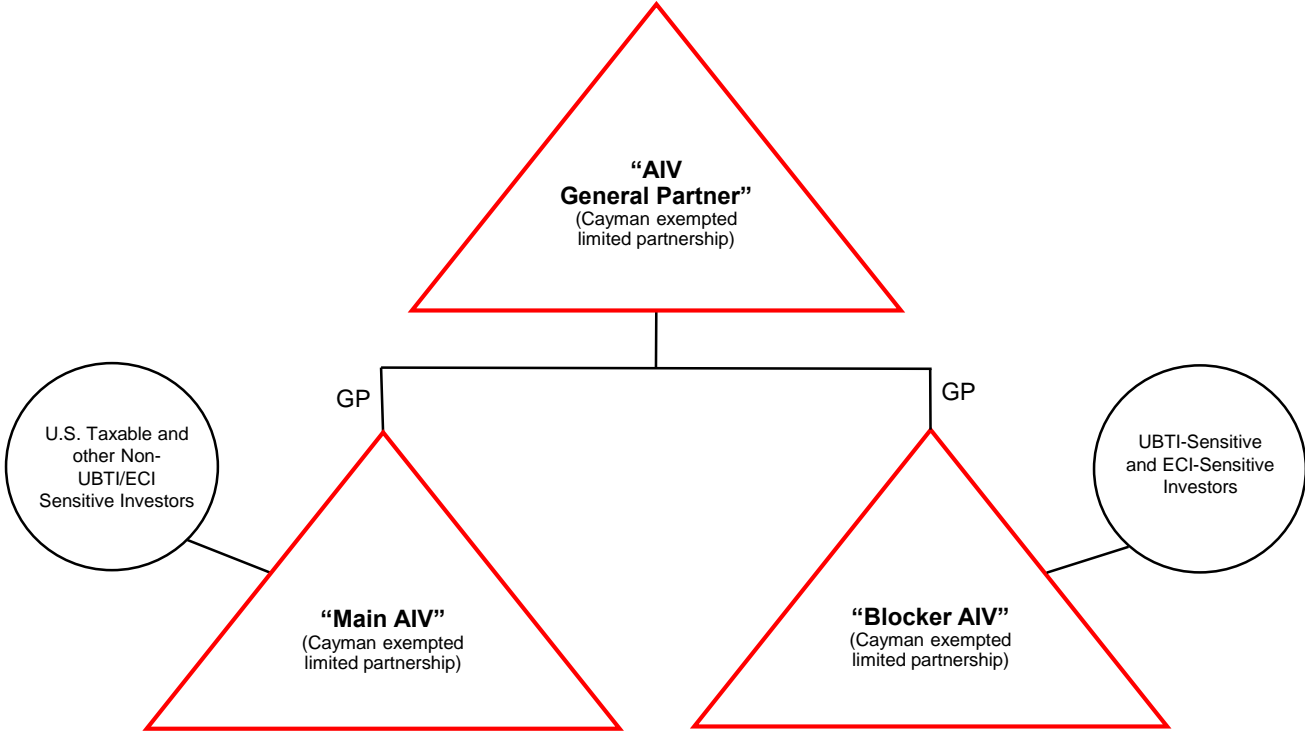 “AIV
General Partner”
(Cayman exempted
limited partnership)
GP
GP
U.S. Taxable and
other Non-
UBTI/ECI
Sensitive Investors
UBTI-Sensitive
and ECI-Sensitive
Investors
“Main AIV”
(Cayman exempted
limited partnership)
“Blocker AIV”
(Cayman exempted
limited partnership)